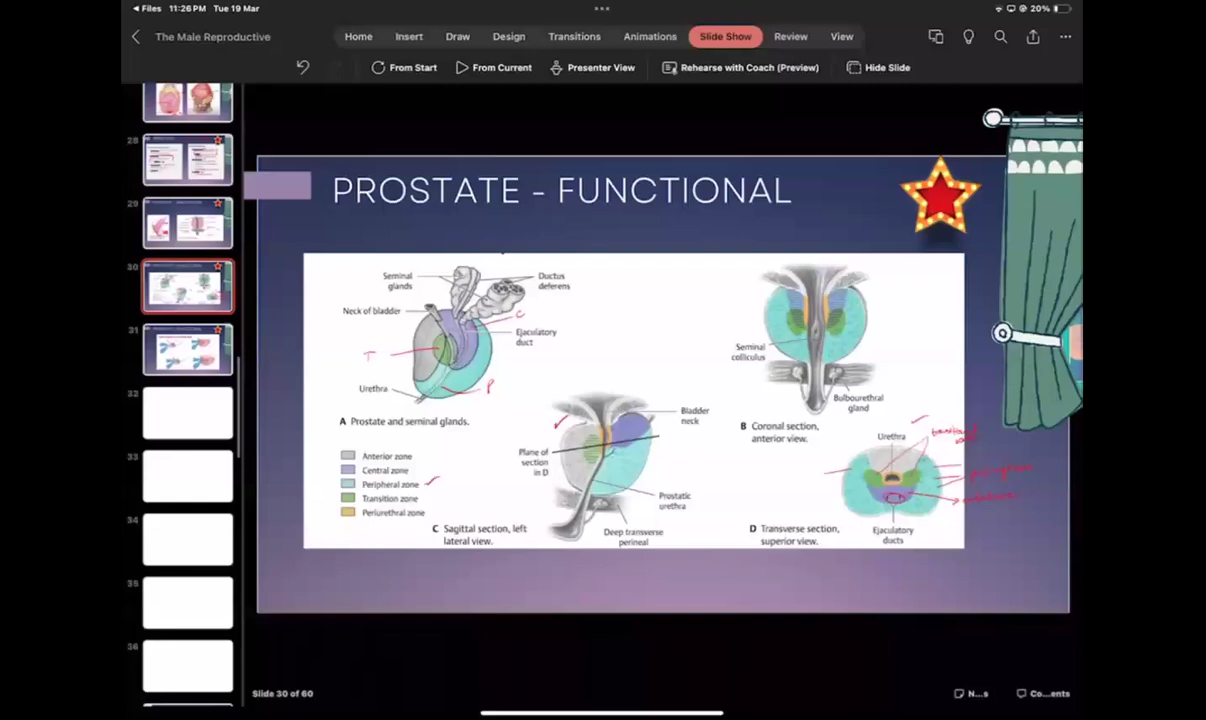 Files 11:26 PM Tue 19 Mar
20%
The Male Reproductive
Home Insert Draw Design Transitions Animations Slide Show Review View
From Start From Current Presenter View Rehearse with Coach (Preview) Hide Slide
28
29
30
31
32
33
34
35
36
PROSTATE - FUNCTIONAL
Seminal
glands
Ductus
deferens
Neck of bladder
C
Ejaculatory
duct
T
Urethra
P
A Prostate and seminal glands.
Anterior zone
Central zone
Peripheral zone
Transition zone
Periurethral zone
Bladder
neck
Plane of
section
in D
Prostatic
urethra
Deep transverse
perineal
C Sagittal section, left
lateral view.
Seminal
colliculus
Bulbourethral
gland
B Coronal section,
anterior view.
Urethra
Ejaculatory
ducts
D Transverse section,
superior view.
Slide 30 of 60
N...s Co...ents